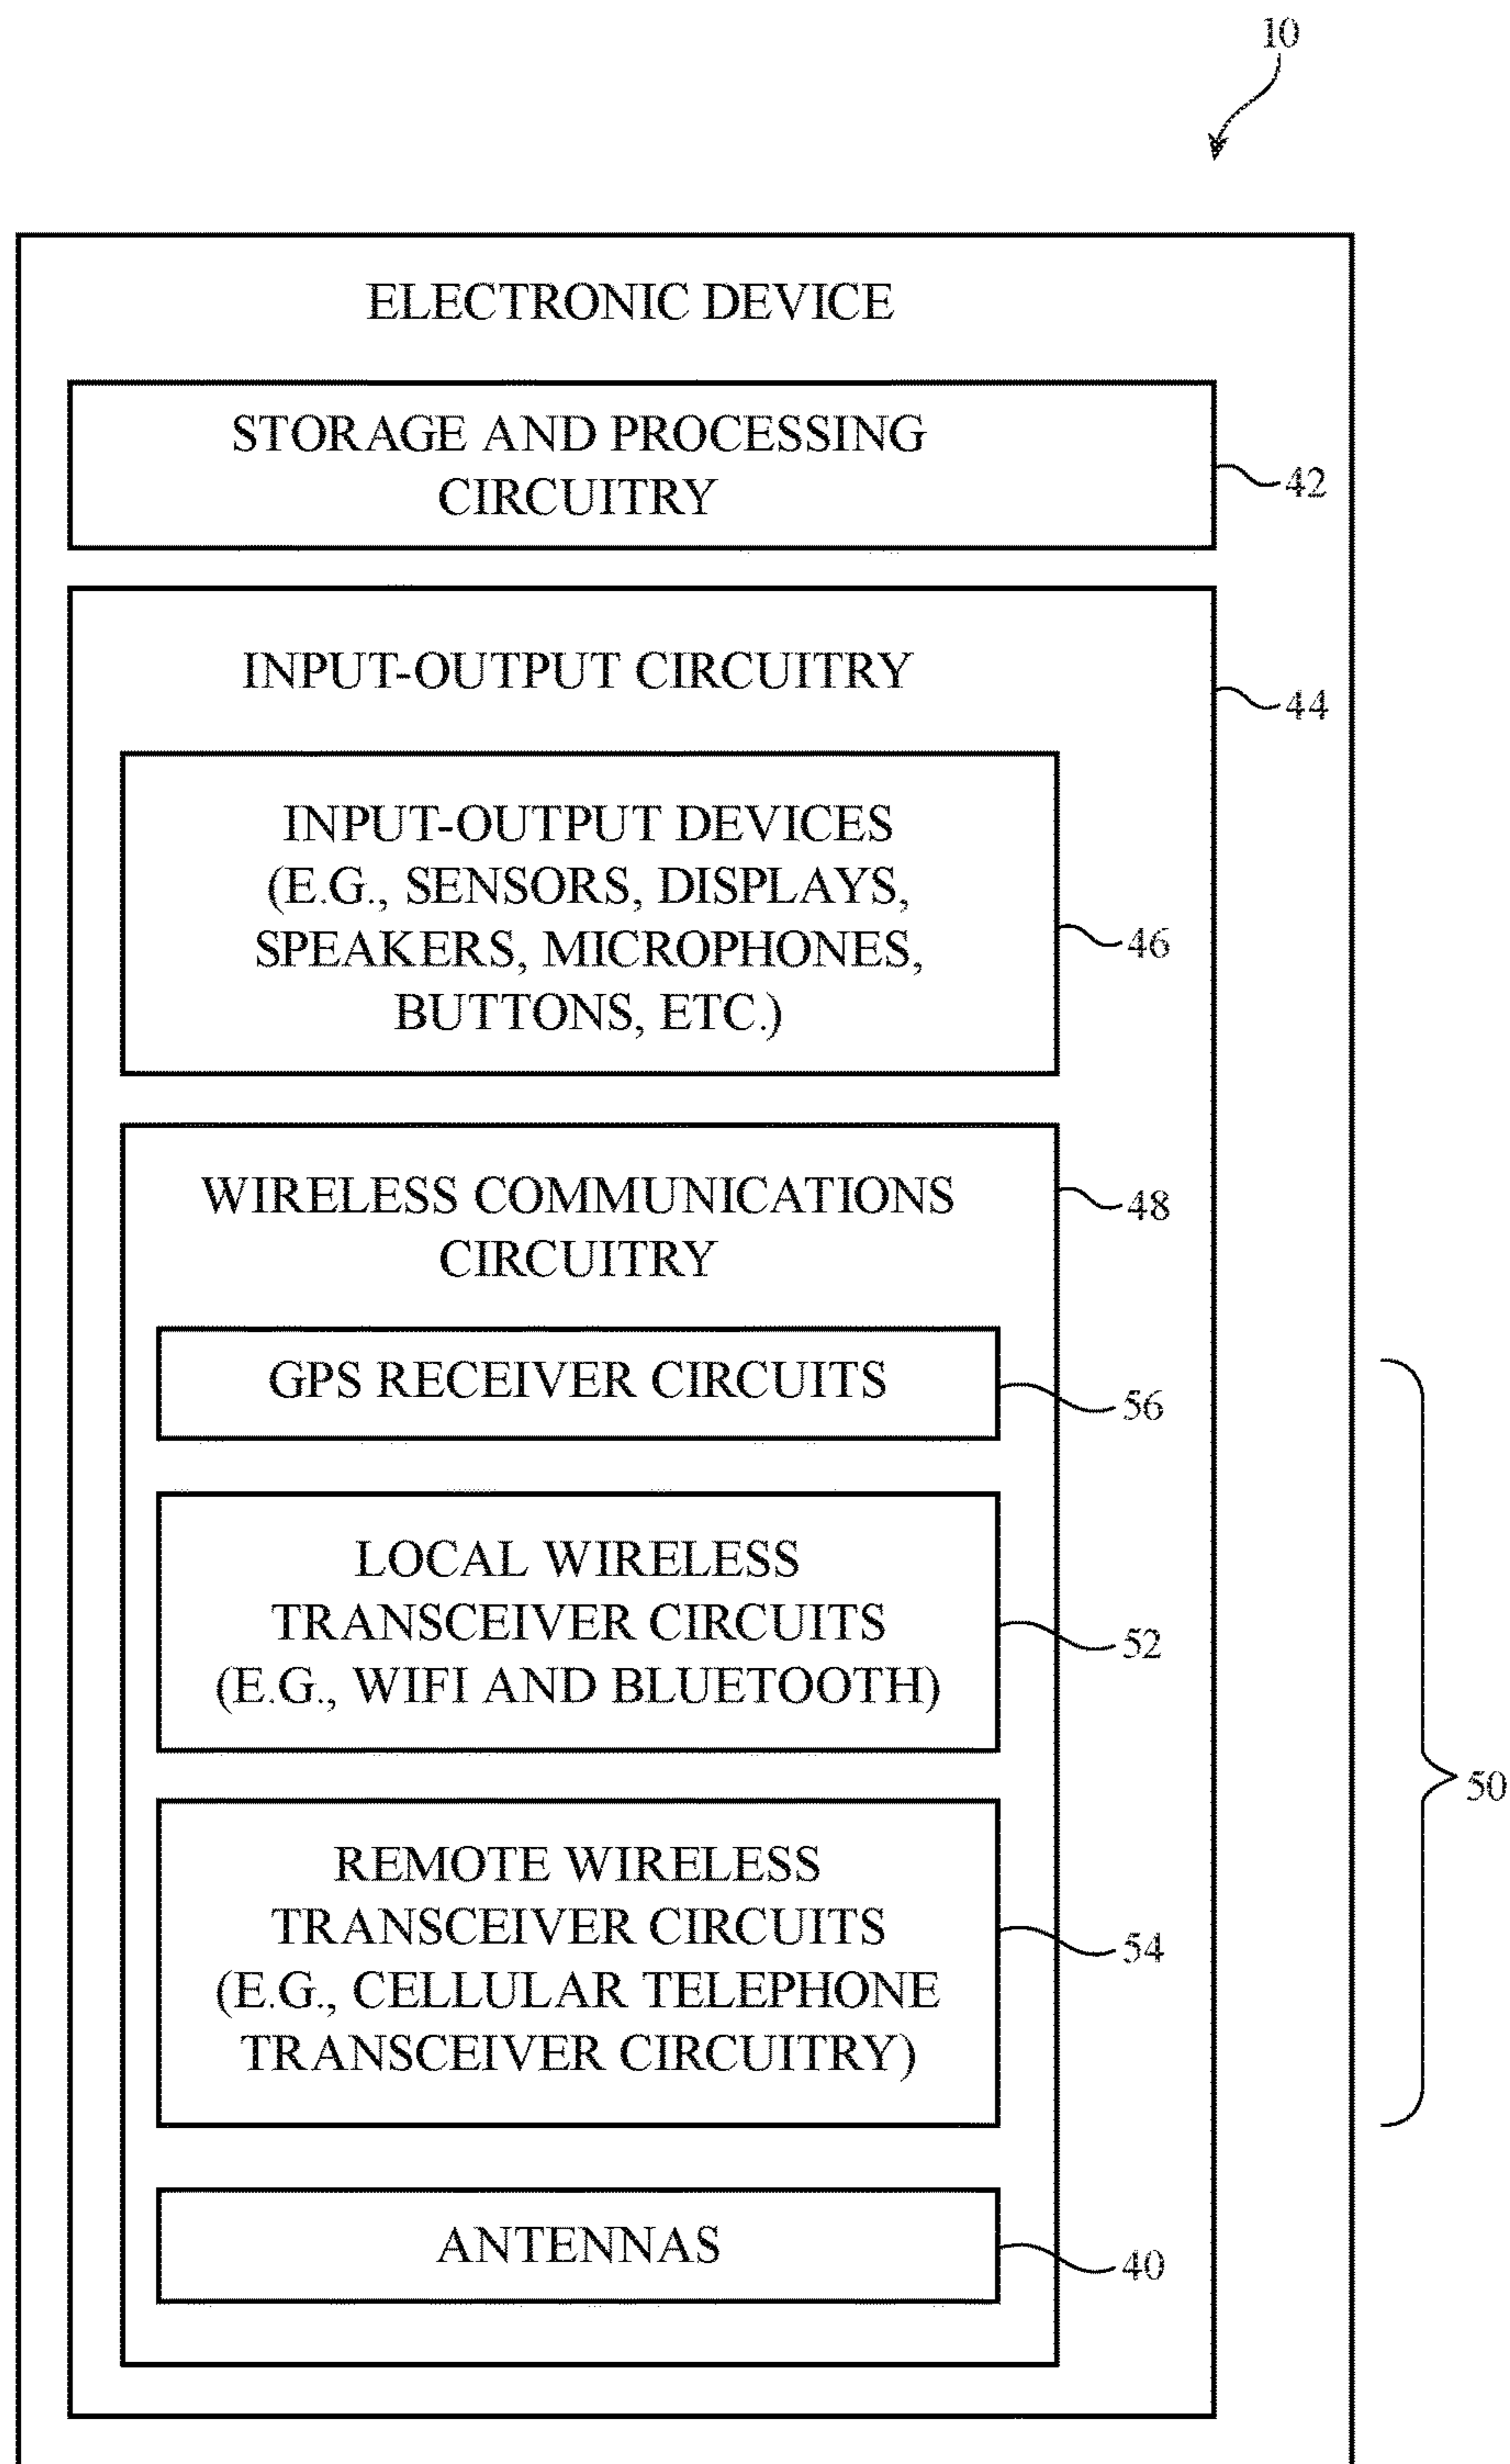 10
ELECTRONIC DEVICE
STORAGE AND PROCESSING
CIRCUITRY
42
INPUT-OUTPUT CIRCUITRY
44
INPUT-OUTPUT DEVICES
(E.G., SENSORS, DISPLAYS,
SPEAKERS, MICROPHONES,
BUTTONS, ETC.)
46
WIRELESS COMMUNICATIONS
CIRCUITRY
48
GPS RECEIVER CIRCUITS
56
LOCAL WIRELESS
TRANSCEIVER CIRCUITS
(E.G., WIFI AND BLUETOOTH)
52
50
REMOTE WIRELESS
TRANSCEIVER CIRCUITS
(E.G., CELLULAR TELEPHONE
TRANSCEIVER CIRCUITRY)
54
ANTENNAS
40